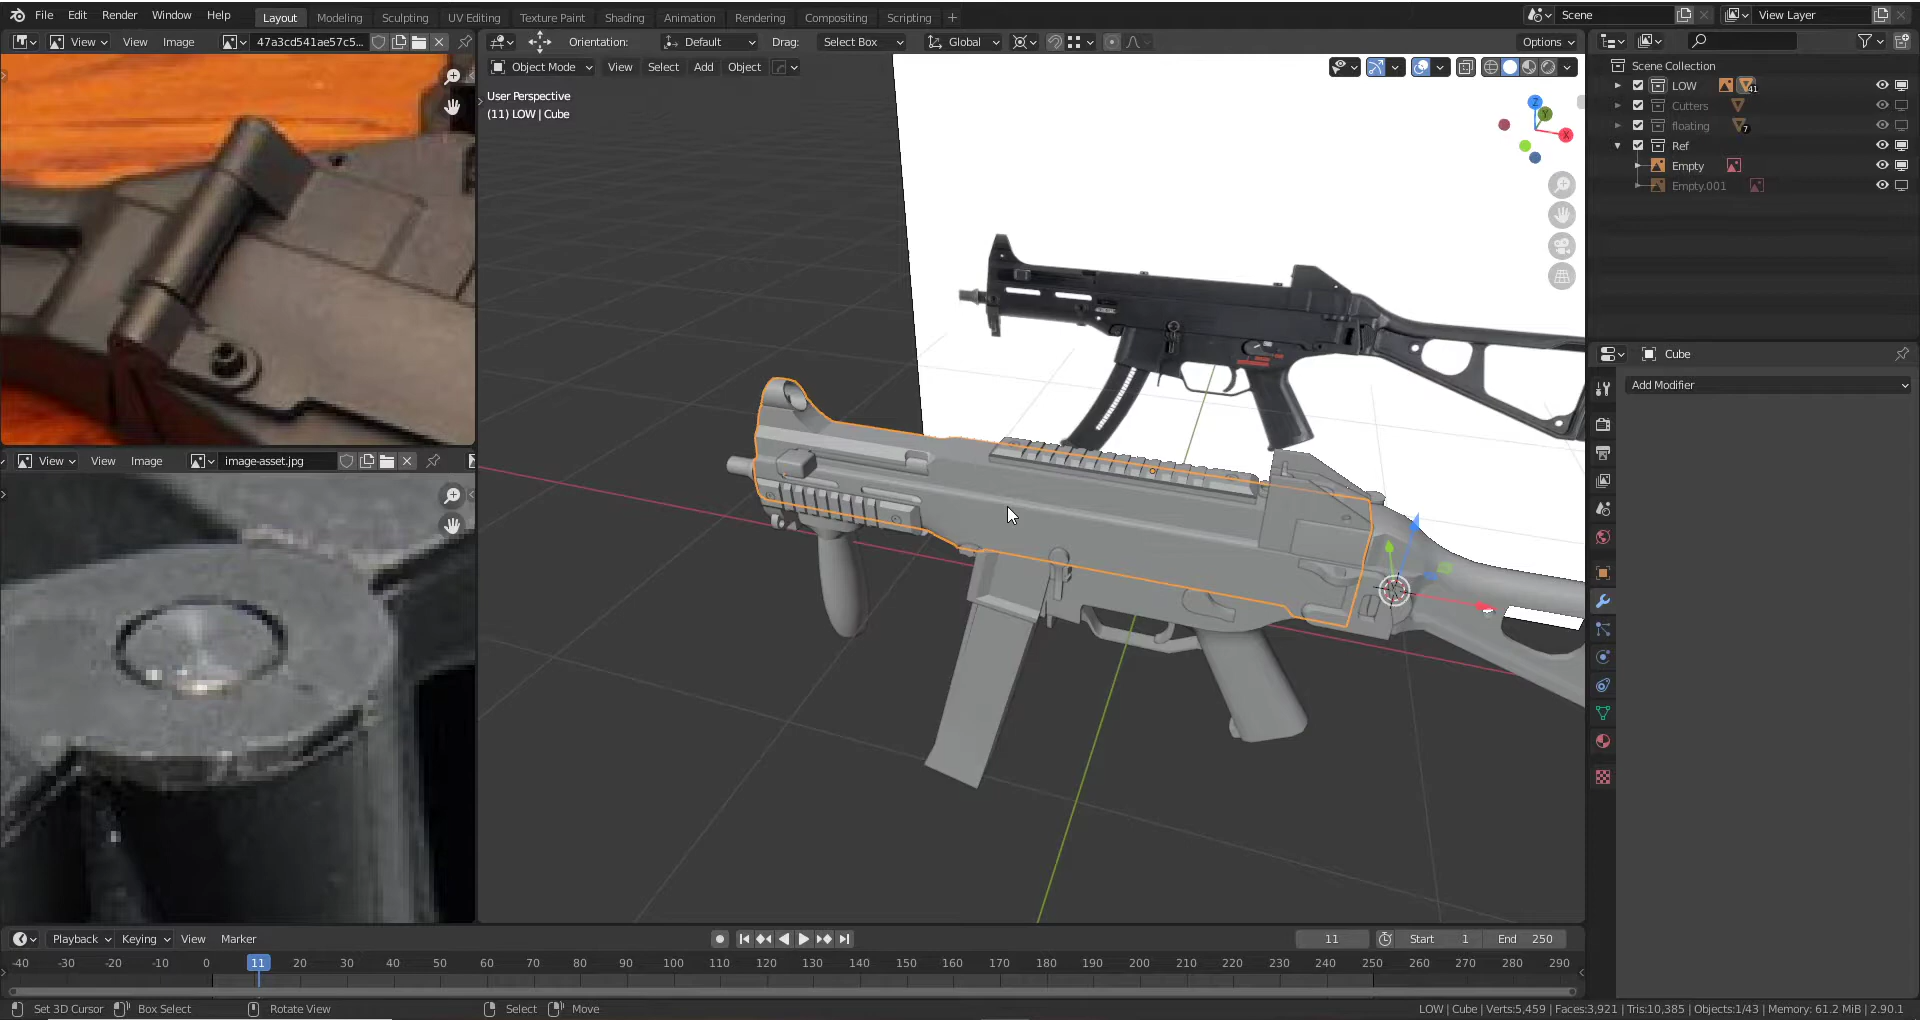 File Edit Render Window Help Layout Modeling Sculpting UV Editing Texture Paint Shading Animation Rendering Compositing Scripting + Scene View Layer
View View Image 47a3cd541ae57c5... Orientation: Default Drag: Select Box Global Options
Object Mode View Select Add Object
User Perspective
(11) LOW | Cube
Z
Y
X
Scene Collection
LOW 41
Cutters
floating 7
Ref
Empty
Empty.001
Cube
Add Modifier
View View Image image-asset.jpg
Playback Keying View Marker 11 Start 1 End 250
-40 -30 -20 -10 0 11 20 30 40 50 60 70 80 90 100 110 120 130 140 150 160 170 180 190 200 210 220 230 240 250 260 270 280 290
Set 3D Cursor Box Select Rotate View Select Move LOW | Cube | Verts:5,459 | Faces:3,921 | Tris:10,385 | Objects:1/43 | Memory: 61.2 MiB | 2.90.1